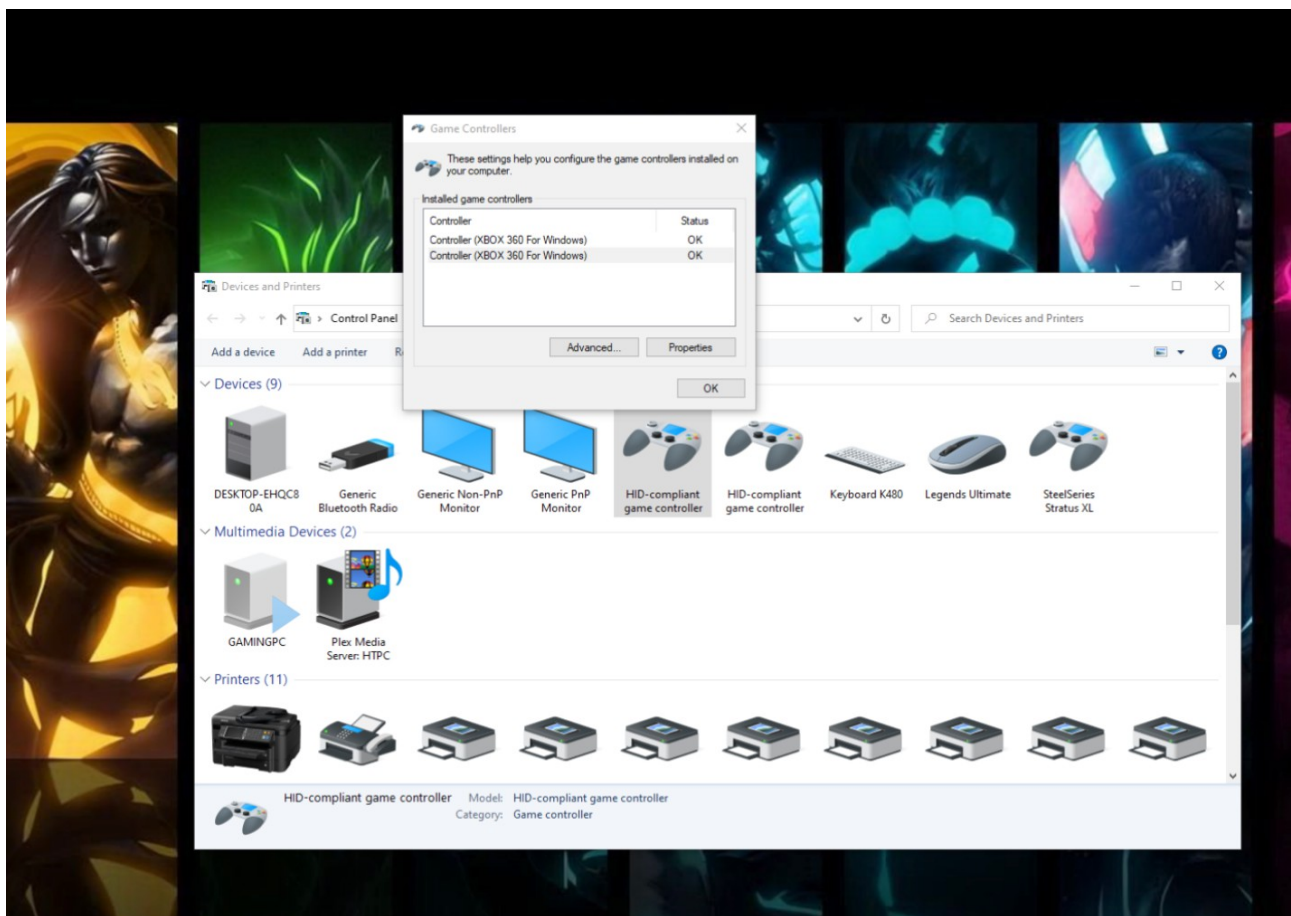 Game Controllers
These settings help you configure the game controllers installed on
your computer.
Installed game controllers
Controller Status
Controller (XBOX 360 For Windows) OK
Controller (XBOX 360 For Windows) OK
Advanced... Properties
OK
Devices and Printers
Control Panel
Search Devices and Printers
Add a device Add a printer
Devices (9)
DESKTOP-EHQC8
0A
Generic
Bluetooth Radio
Generic Non-PnP
Monitor
Generic PnP
Monitor
HID-compliant
game controller
HID-compliant
game controller
Keyboard K480
Legends Ultimate
SteelSeries
Stratus XL
Multimedia Devices (2)
GAMINGPC
Plex Media
Server: HTPC
Printers (11)
HID-compliant game controller Model: HID-compliant game controller
Category: Game controller